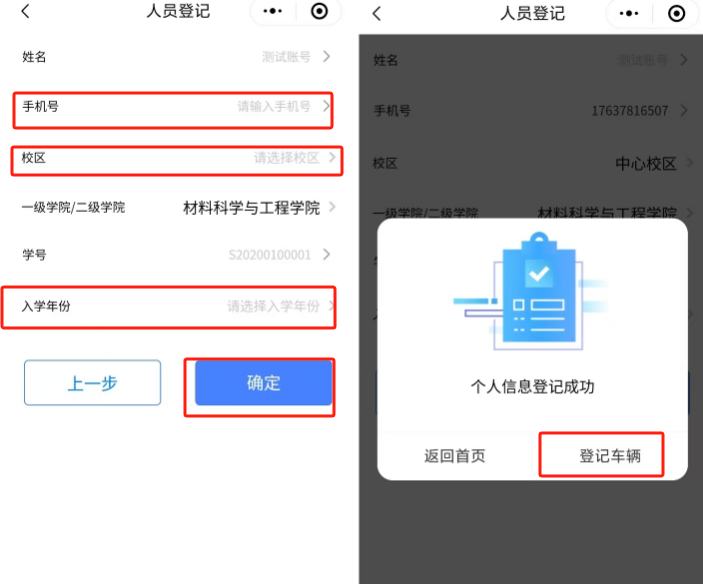 人员登记
姓名 测试账号
手机号 请输入手机号
校区 请选择校区
一级学院/二级学院 材料科学与工程学院
学号 S20200100001
入学年份 请选择入学年份
上一步 确定
人员登记
姓名 测试账号
手机号 17637816507
校区 中心校区
一级学院/二级学院 材料科学与工程学院
个人信息登记成功
返回首页 登记车辆